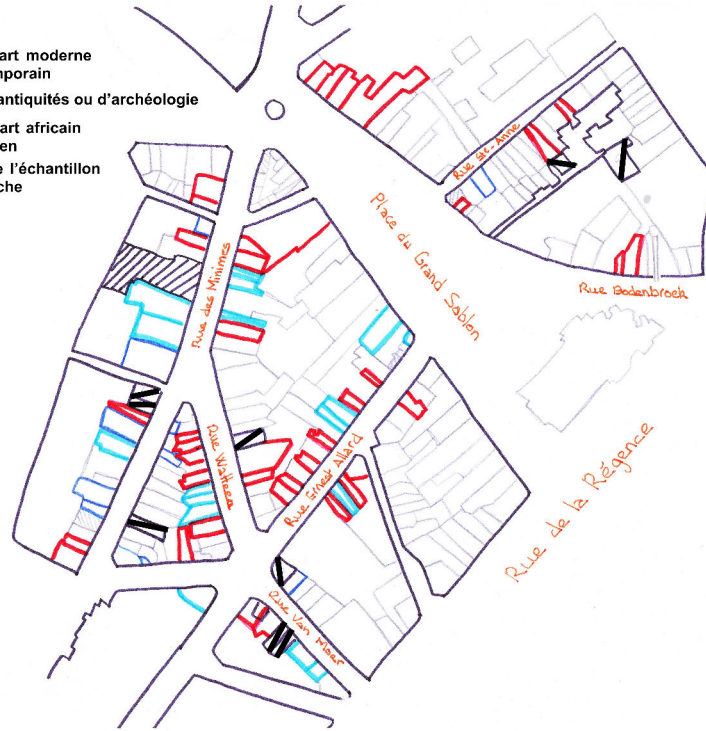 art moderne
mporain
antiquités ou d'archéologie
art africain
en
e l'échantillon
che
Rue Ste-Anne
Place du Grand Sablon
Rue Bodenbroek
Rue des Minimes
Rue Watteeu
Rue Ernest Allard
Rue de la Régence
Rue Van Moer